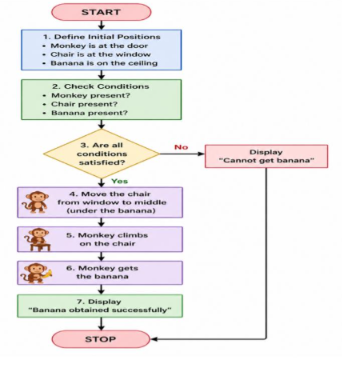 START
1. Define Initial Positions
• Monkey is at the door
• Chair is at the window
• Banana is on the ceiling
2. Check Conditions
• Monkey present?
• Chair present?
• Banana present?
3. Are all
conditions
satisfied?
No
Display
"Cannot get banana"
Yes
4. Move the chair
from window to middle
(under the banana)
5. Monkey climbs
on the chair
6. Monkey gets
the banana
7. Display
"Banana obtained successfully"
STOP